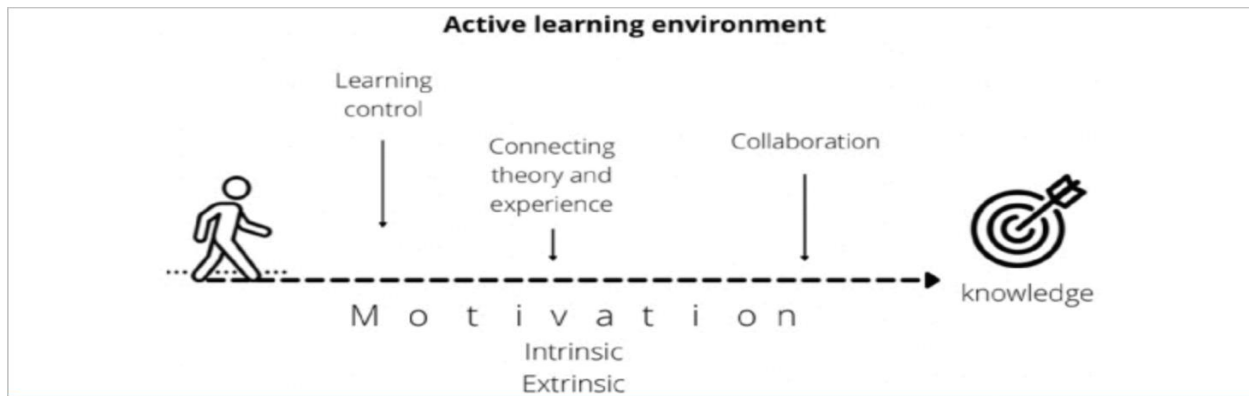 Active learning environment
Learning
control
Connecting
theory and
experience
Collaboration
knowledge
M o t i v a t i o n
Intrinsic
Extrinsic